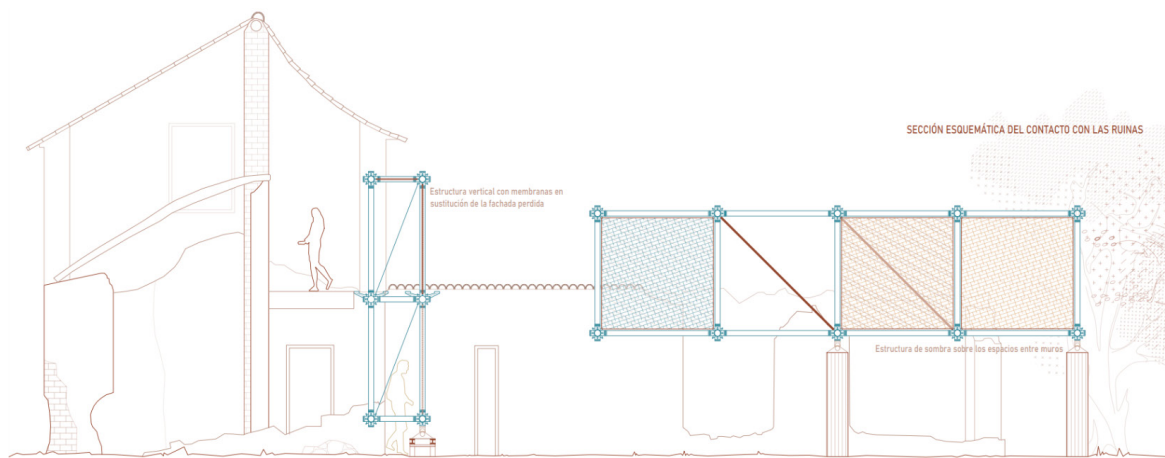 SECCIÓN ESQUEMÁTICA DEL CONTACTO CON LAS RUINAS
Estructura vertical con membranas en
sustitución de la fachada perdida
Estructura de sombra sobre los espacios entre muros